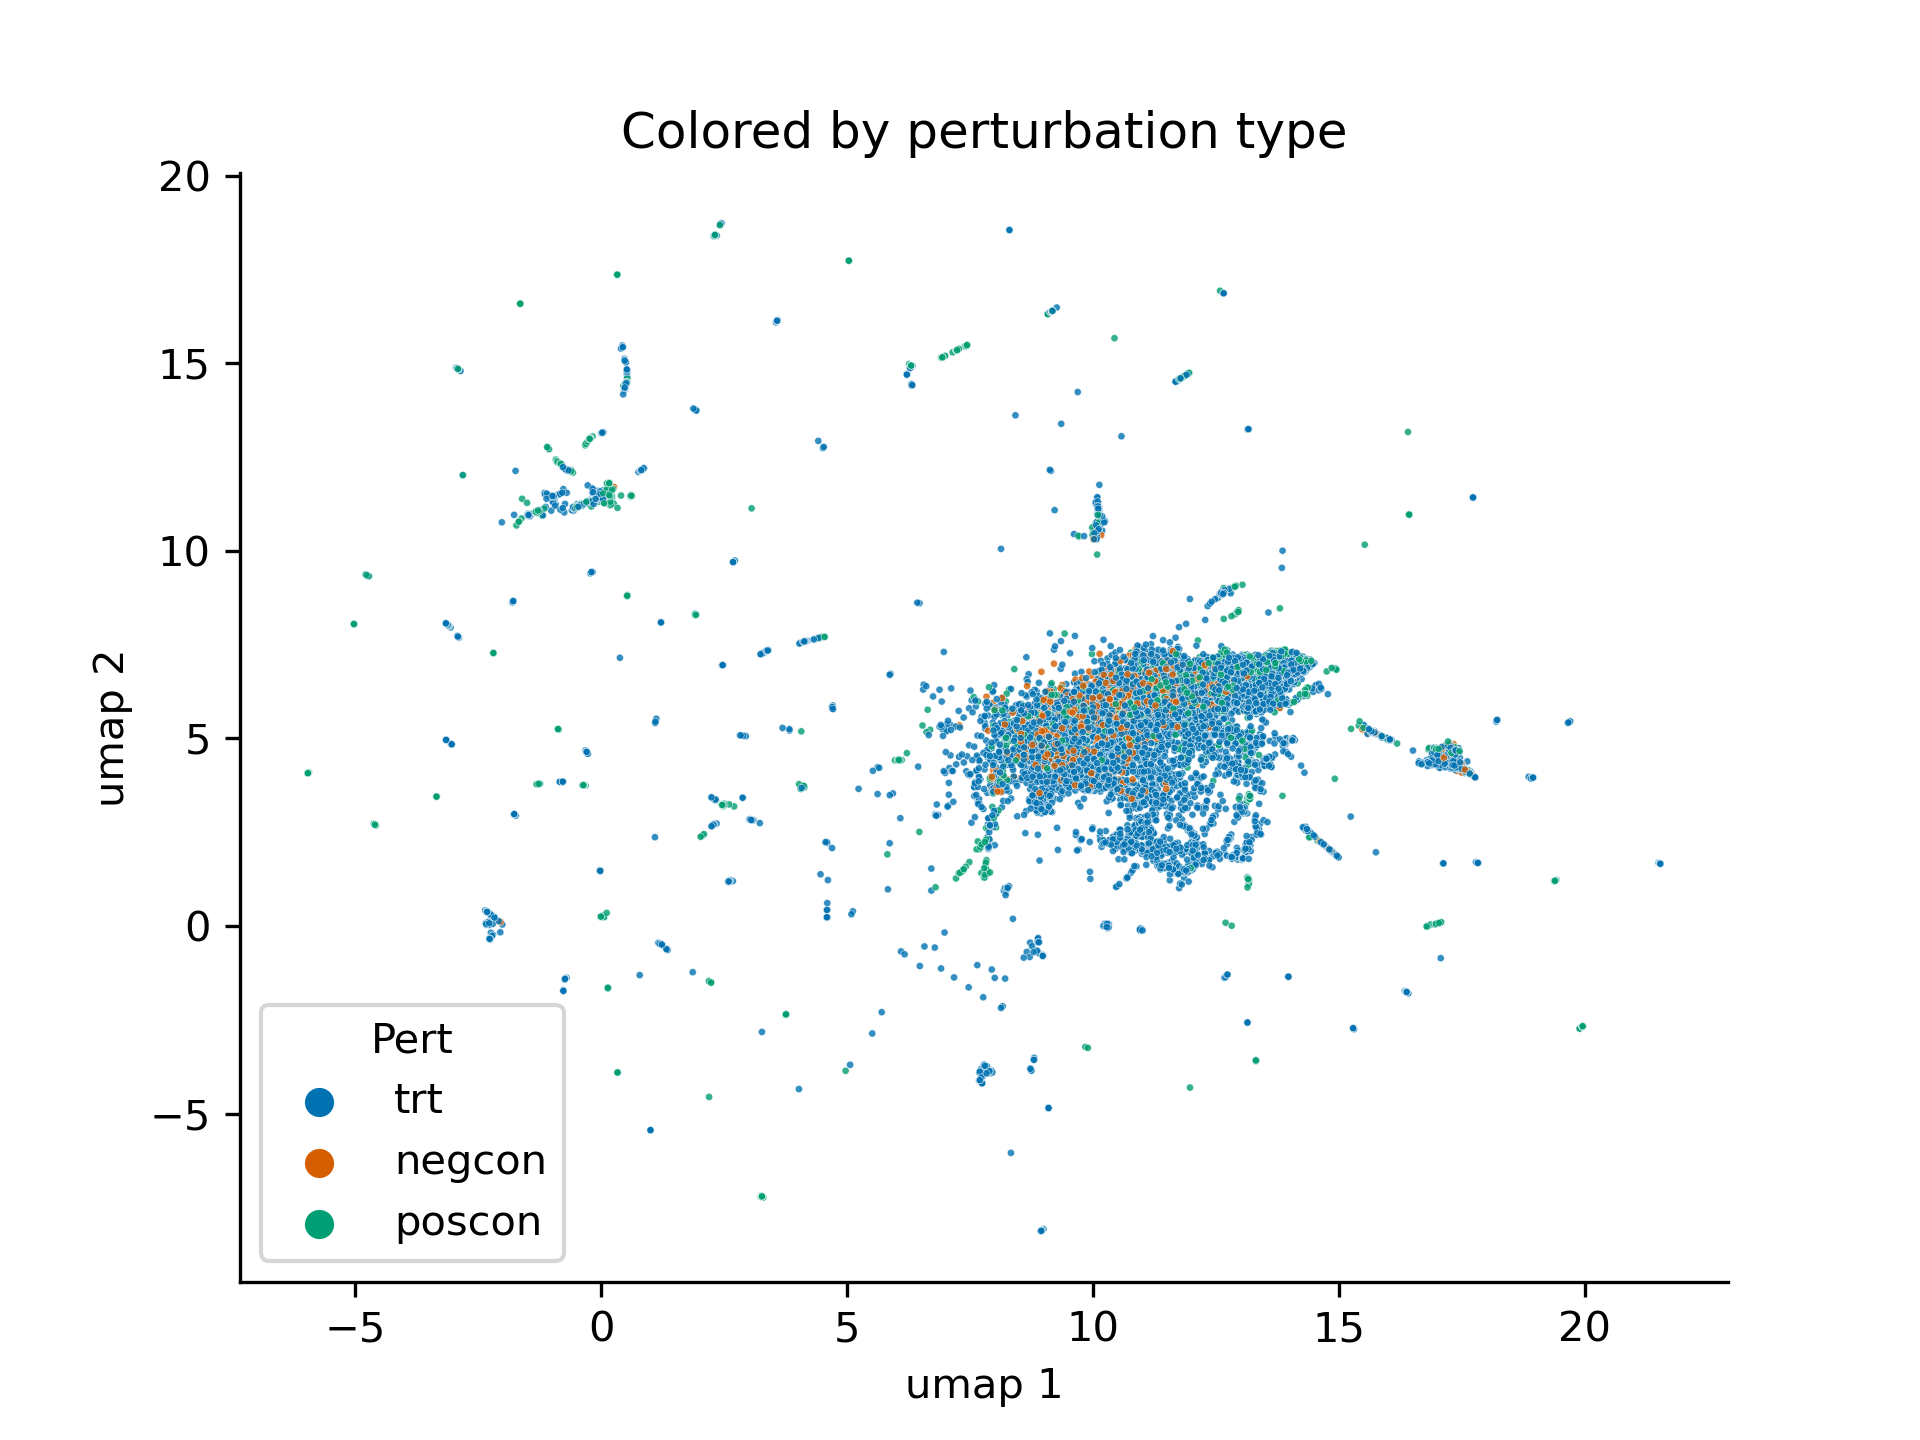 Colored by perturbation type
20
15
10
5
0
−5
umap 2
Pert
trt
negcon
poscon
−5 0 5 10 15 20
umap 1